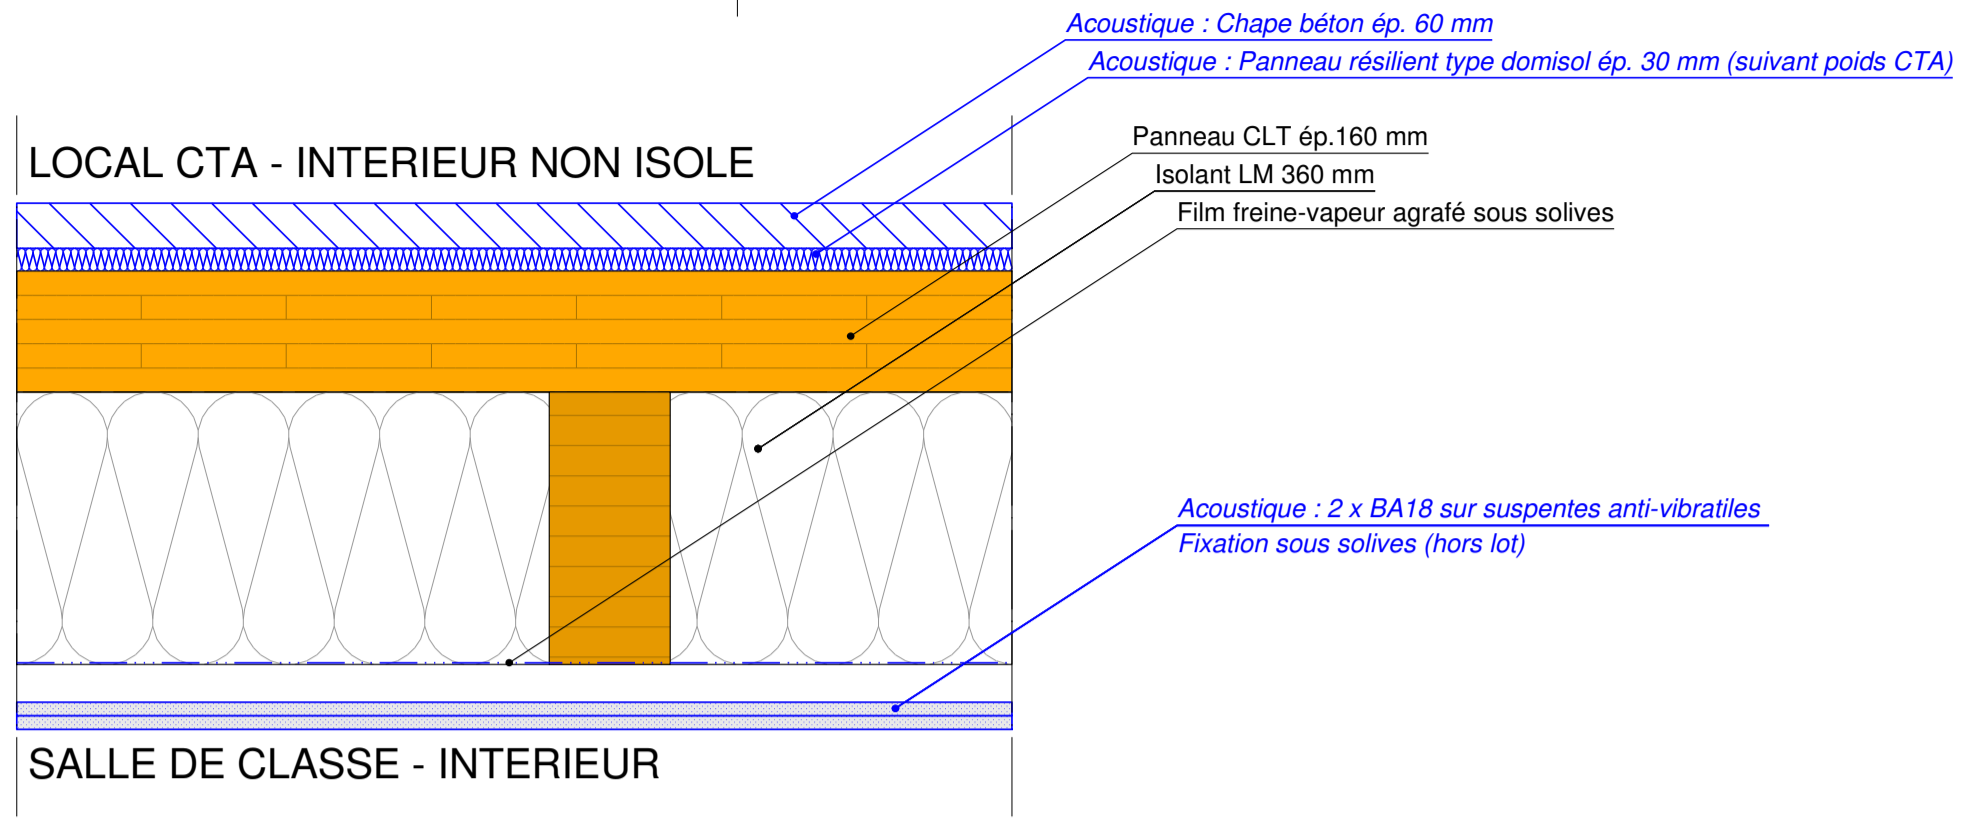 Acoustique : Chape béton ép. 60 mm
Acoustique : Panneau résilient type domisol ép. 30 mm (suivant poids CTA)
Panneau CLT ép.160 mm
LOCAL CTA - INTERIEUR NON ISOLE
Isolant LM 360 mm
Film freine-vapeur agrafé sous solives
Acoustique : 2 x BA18 sur suspentes anti-vibratiles
Fixation sous solives (hors lot)
SALLE DE CLASSE - INTERIEUR